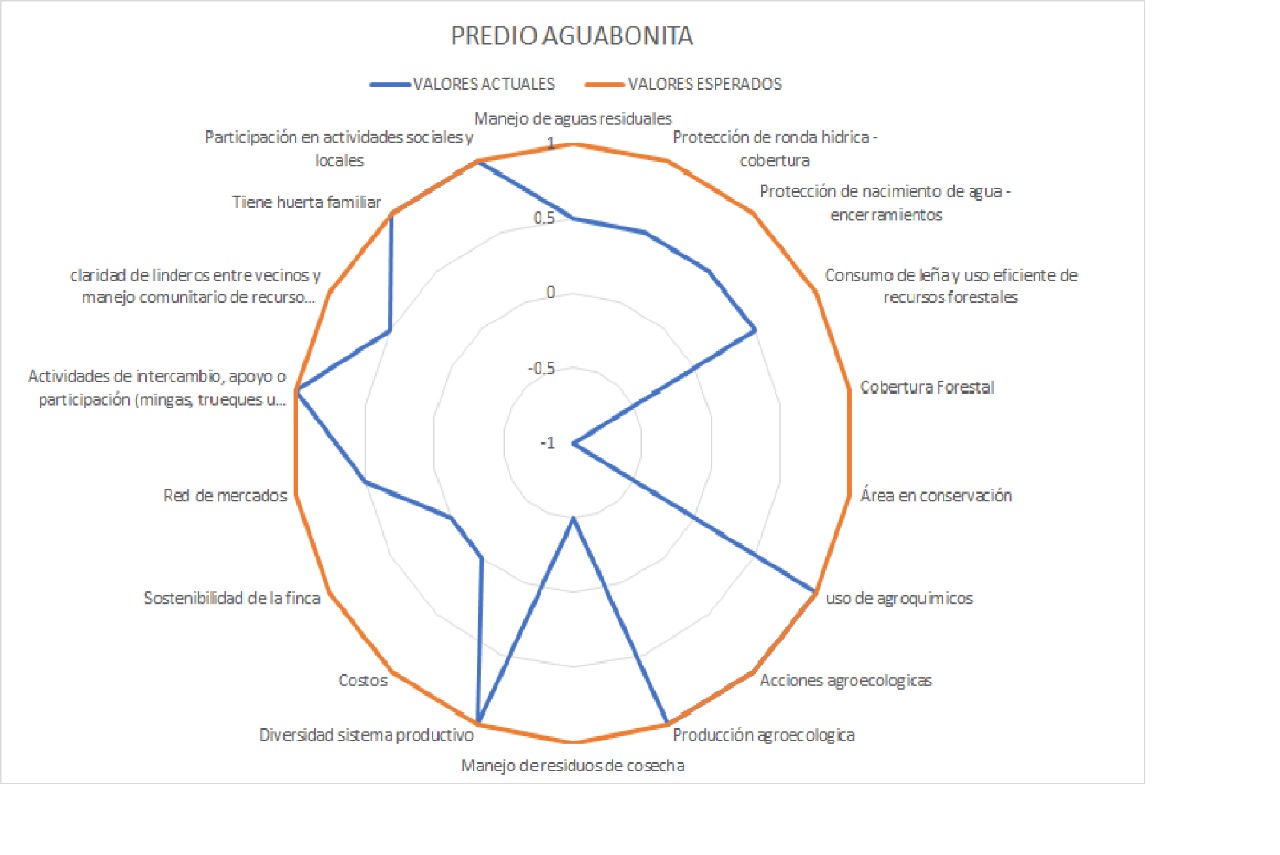 PREDIO AGUABONITA
VALORES ACTUALES
VALORES ESPERADOS
Manejo de aguas residuales
Protección de ronda hidrica -
cobertura
Protección de nacimiento de agua -
encerramientos
Consumo de leña y uso eficiente de
recursos forestales
Cobertura Forestal
Área en conservación
uso de agroquimicos
Acciones agroecologicas
Producción agroecologica
Manejo de residuos de cosecha
Diversidad sistema productivo
Costos
Sostenibilidad de la finca
Red de mercados
Actividades de intercambio, apoyo o
participación (mingas, trueques u...
claridad de linderos entre vecinos y
manejo comunitario de recurso...
Tiene huerta familiar
Participación en actividades sociales y
locales
1
0.5
0
-0.5
-1